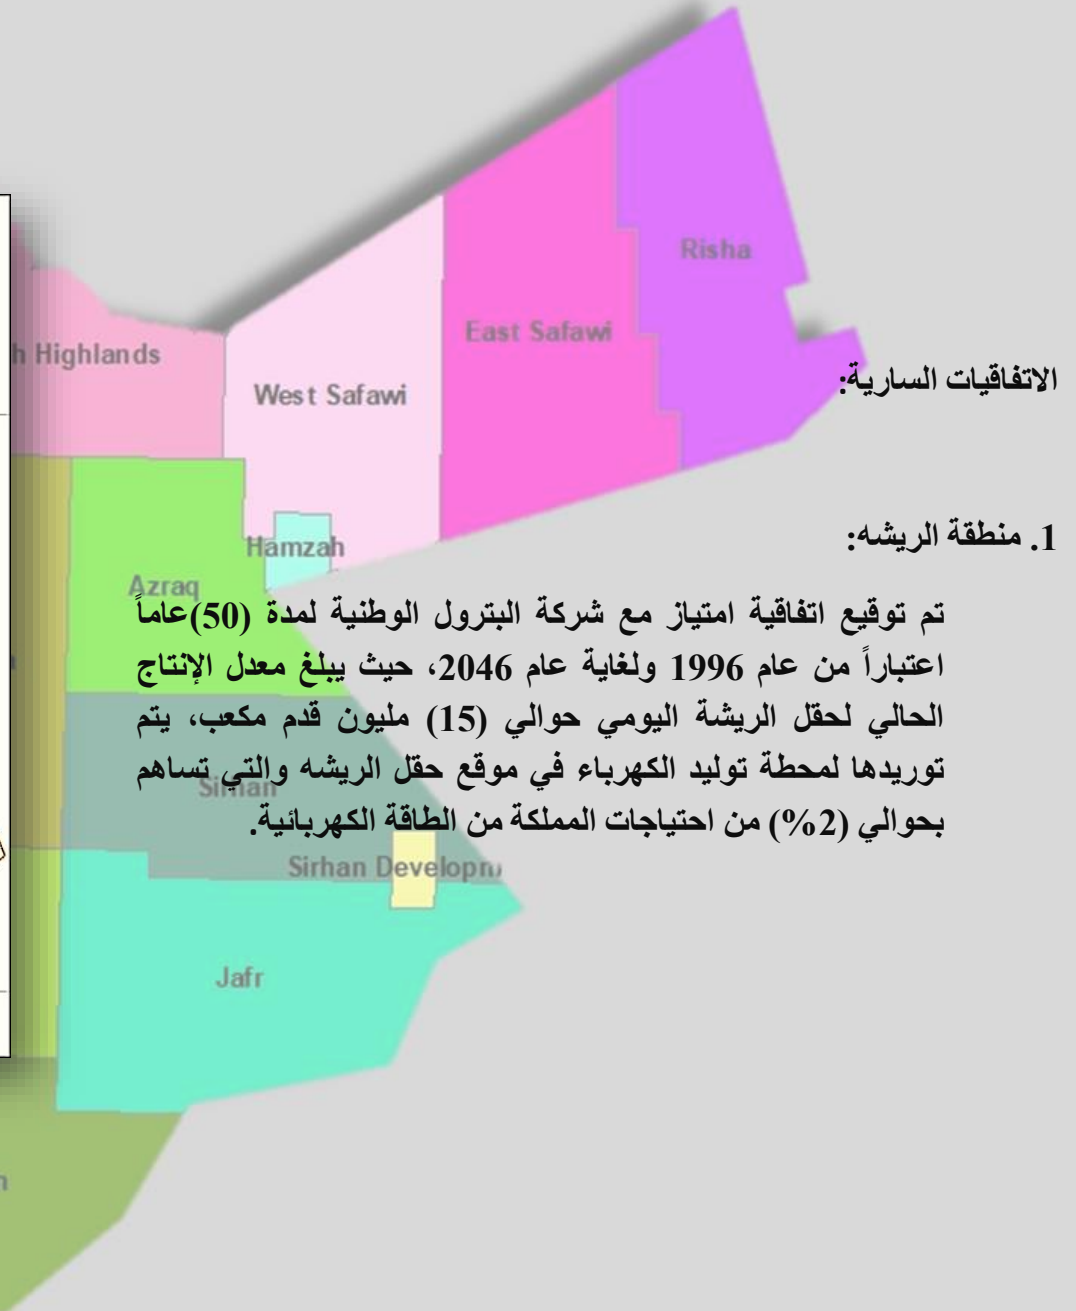 Risha
East Safawi
Highlands
West Safawi
الاتفاقيات السارية:
1. منطقة الريشه:
Hamzah
Azraq
تم توقيع اتفاقية امتياز مع شركة البترول الوطنية لمدة (50)عاماً
اعتباراً من عام 1996 ولغاية عام 2046، حيث يبلغ معدل الإنتاج
الحالي لحقل الريشة اليومي حوالي (15) مليون قدم مكعب، يتم
توريدها لمحطة توليد الكهرباء في موقع حقل الريشه والتي تساهم
بحوالي (2%) من احتياجات المملكة من الطاقة الكهربائية.
Sirhan
Sirhan Developm
Jafr